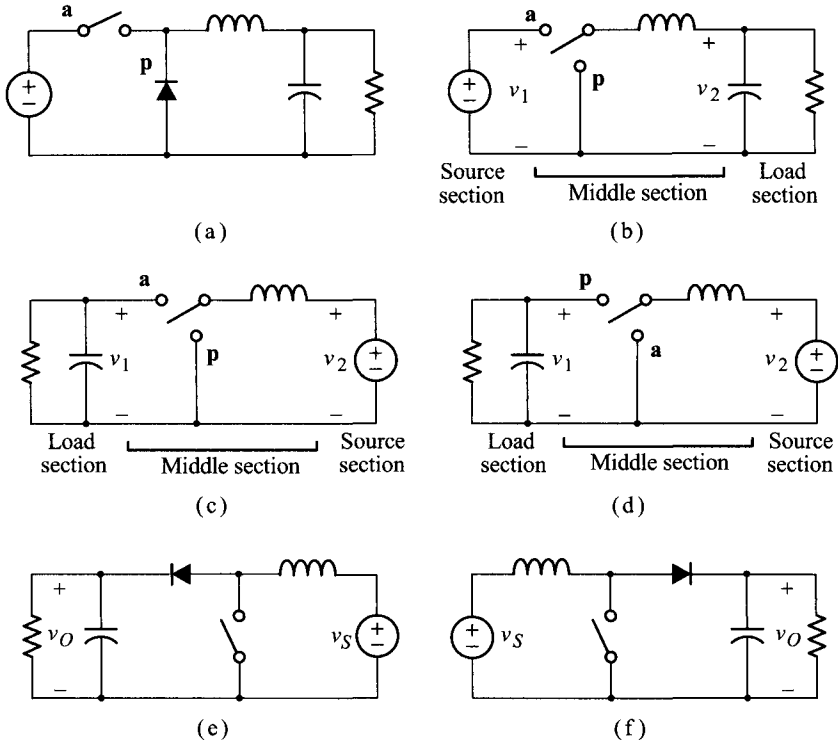 a
p
+
−
(a)
a
p
+
−
+ v1 −
+ v2 −
Source section
Middle section
Load section
(b)
a
p
+ v1 −
+ v2 −
+
−
Load section
Middle section
Source section
(c)
p
a
+ v1 −
+ v2 −
+
−
Load section
Middle section
Source section
(d)
+ vO −
vS
+
−
(e)
vS
+
−
+ vO −
(f)